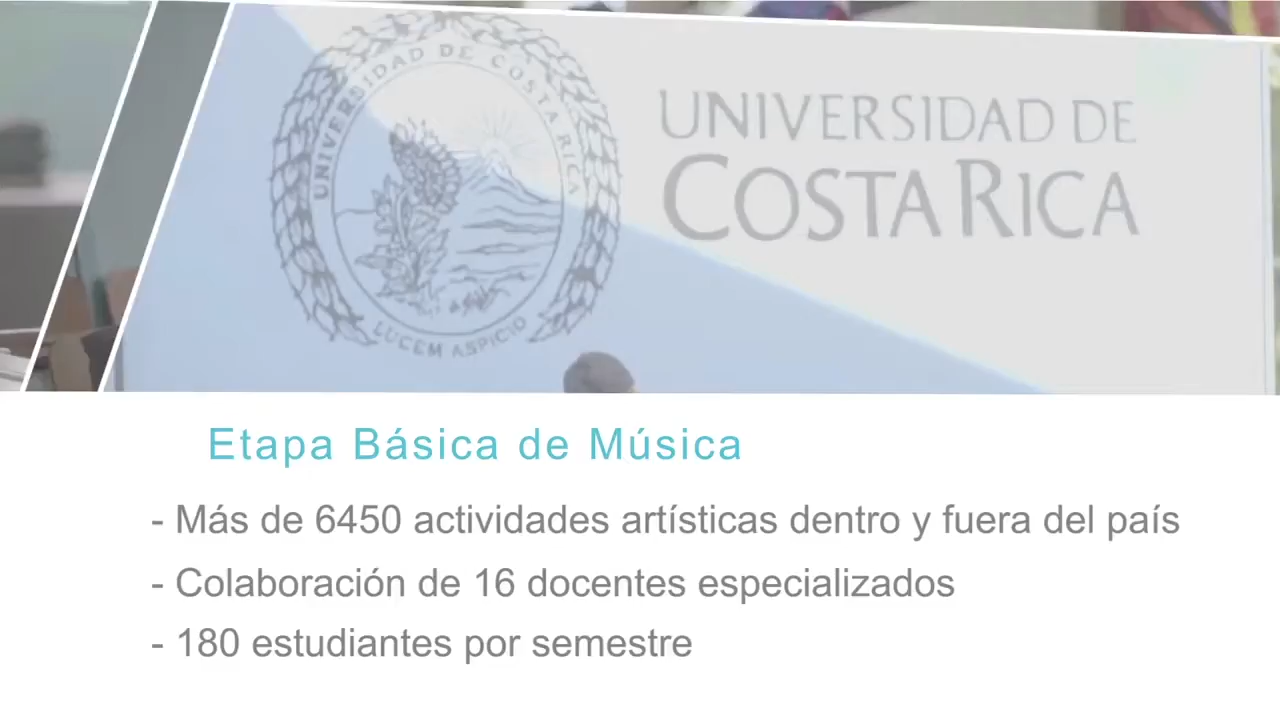 UNIVERSIDAD DE COSTA RICA
LUCEM ASPICIO
UNIVERSIDAD DE
COSTA RICA
Etapa Básica de Música
- Más de 6450 actividades artísticas dentro y fuera del país
- Colaboración de 16 docentes especializados
- 180 estudiantes por semestre